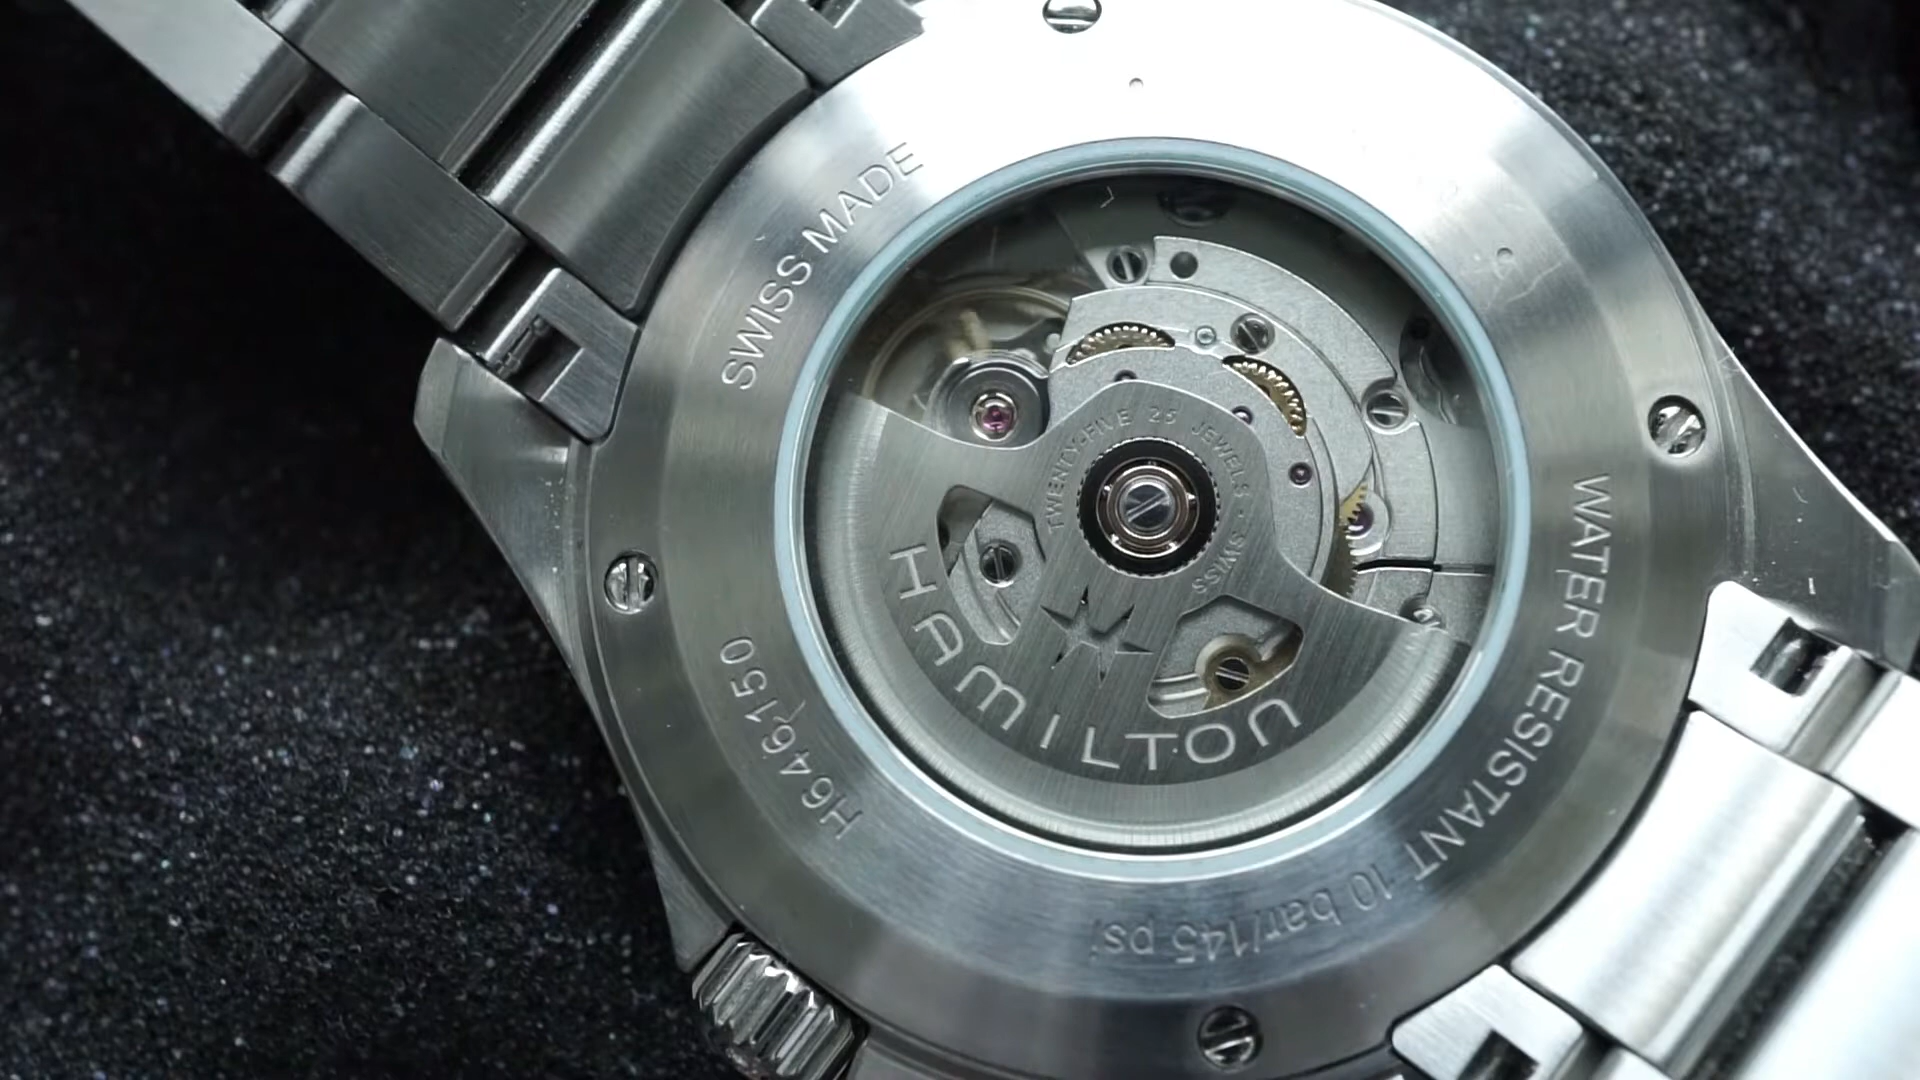 SWISS MADE
WATER RESISTANT 10 bar/145 psi
H646150
TWENTY-FIVE 25 JEWELS · SWISS
HAMILTON